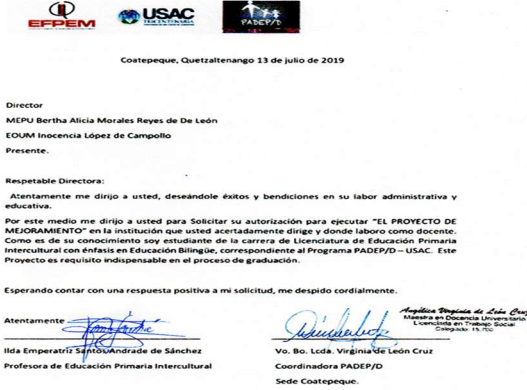 EFPEM
USAC
TRICENTENARIA
PADEP/D
Coatepeque, Quetzaltenango 13 de julio de 2019
Director
MEPU Bertha Alicia Morales Reyes de De León
EOUM Inocencia López de Campollo
Presente.
Respetable Directora:
Atentamente me dirijo a usted, deseándole éxitos y bendiciones en su labor administrativa y
educativa.
Por este medio me dirijo a usted para Solicitar su autorización para ejecutar "EL PROYECTO DE
MEJORAMIENTO" en la institución que usted acertadamente dirige y donde laboro como docente.
Como es de su conocimiento soy estudiante de la carrera de Licenciatura de Educación Primaria
Intercultural con énfasis en Educación Bilingüe, correspondiente al Programa PADEP/D – USAC. Este
Proyecto es requisito indispensable en el proceso de graduación.
Esperando contar con una respuesta positiva a mi solicitud, me despido cordialmente.
Atentamente
Angélica Virginia de León Cruz
Maestra en Docencia Universitaria
Licenciada en Trabajo Social
Colegiado 15,700
Ilda Emperatriz Santos Andrade de Sánchez
Vo. Bo. Lcda. Virginia de León Cruz
Profesora de Educación Primaria Intercultural
Coordinadora PADEP/D
Sede Coatepeque.